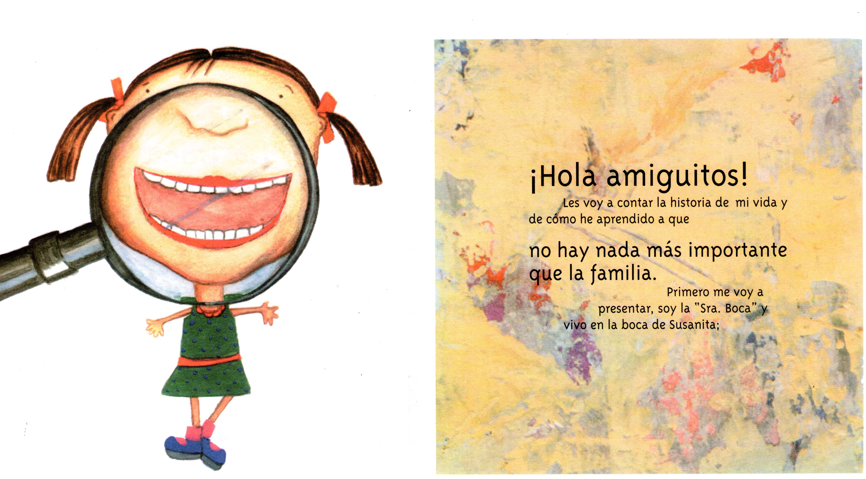 ¡Hola amiguitos!
Les voy a contar la historia de mi vida y
de cómo he aprendido a que
no hay nada más importante
que la familia.
Primero me voy a
presentar, soy la “Sra. Boca” y
vivo en la boca de Susanita;